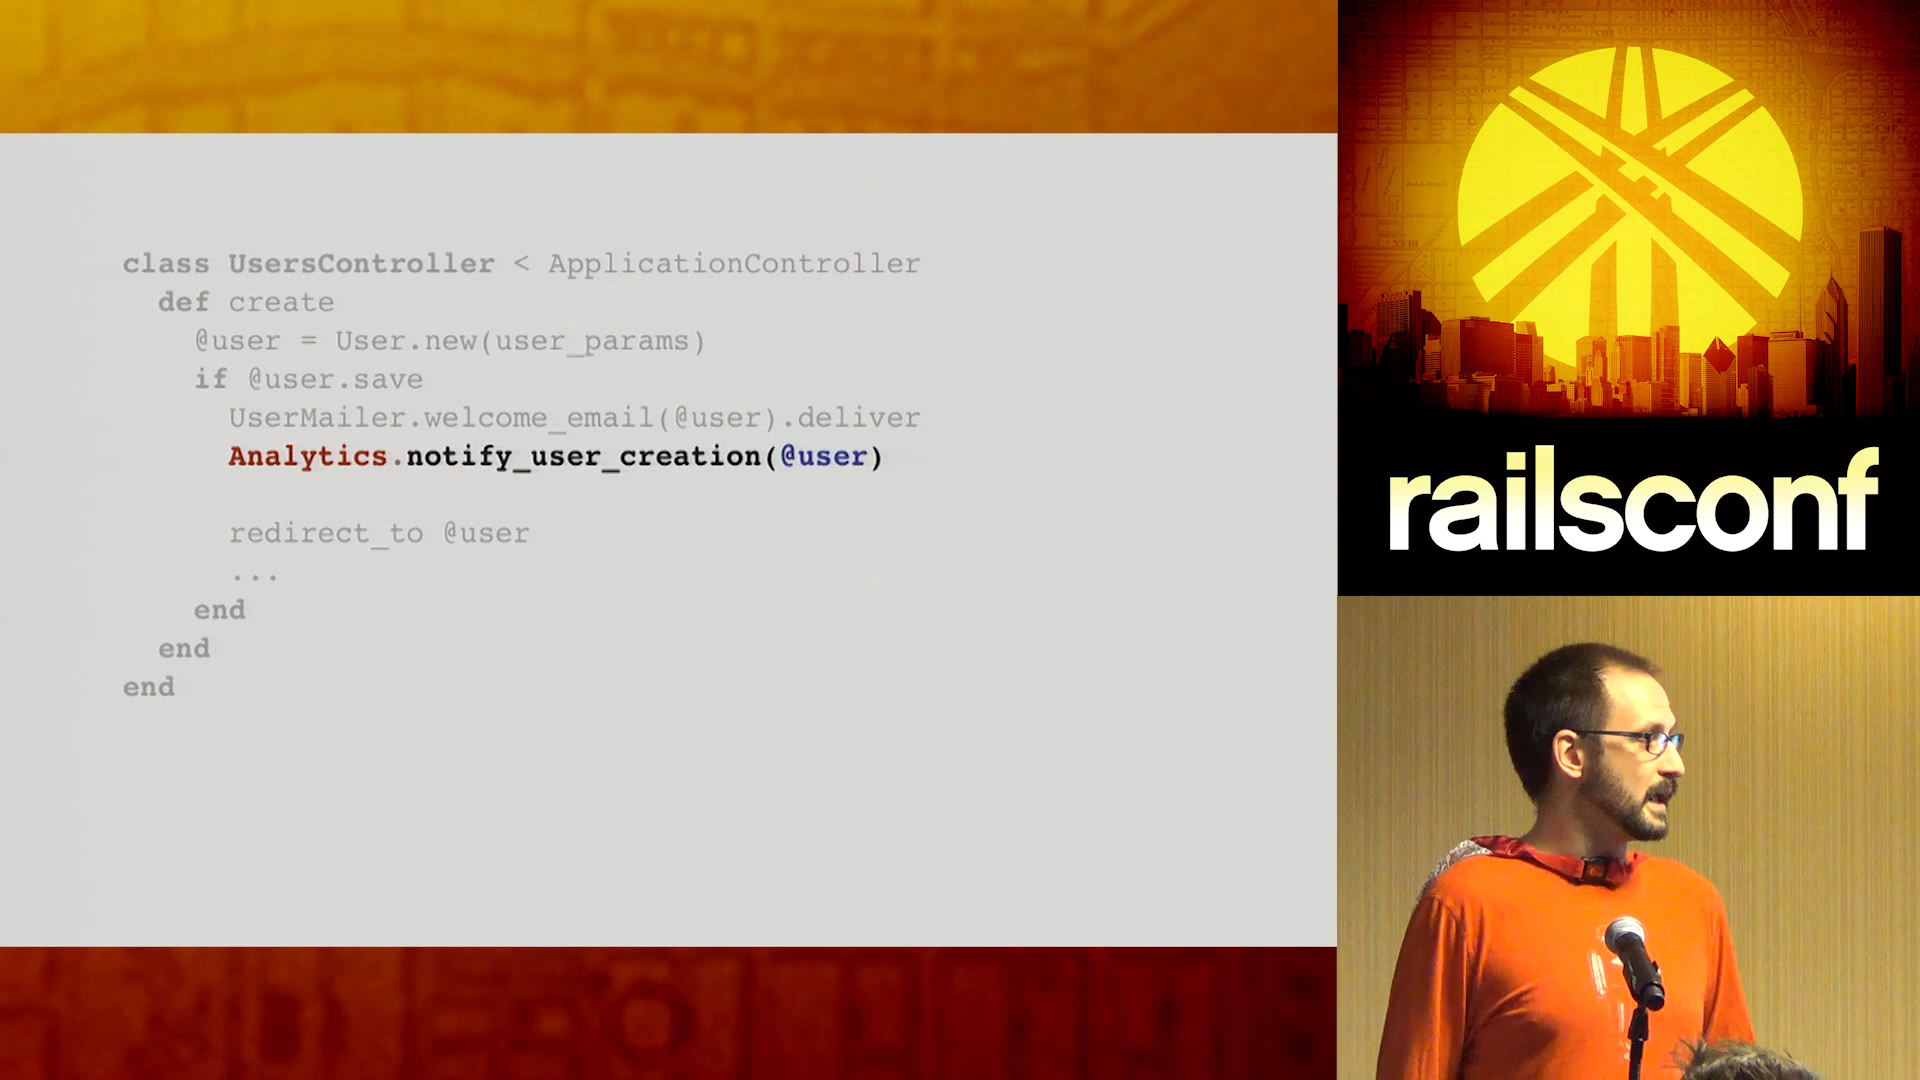 class UsersController < ApplicationController
def create
@user = User.new(user_params)
if @user.save
UserMailer.welcome_email(@user).deliver
Analytics.notify_user_creation(@user)
redirect_to @user
...
end
end
end
railsconf